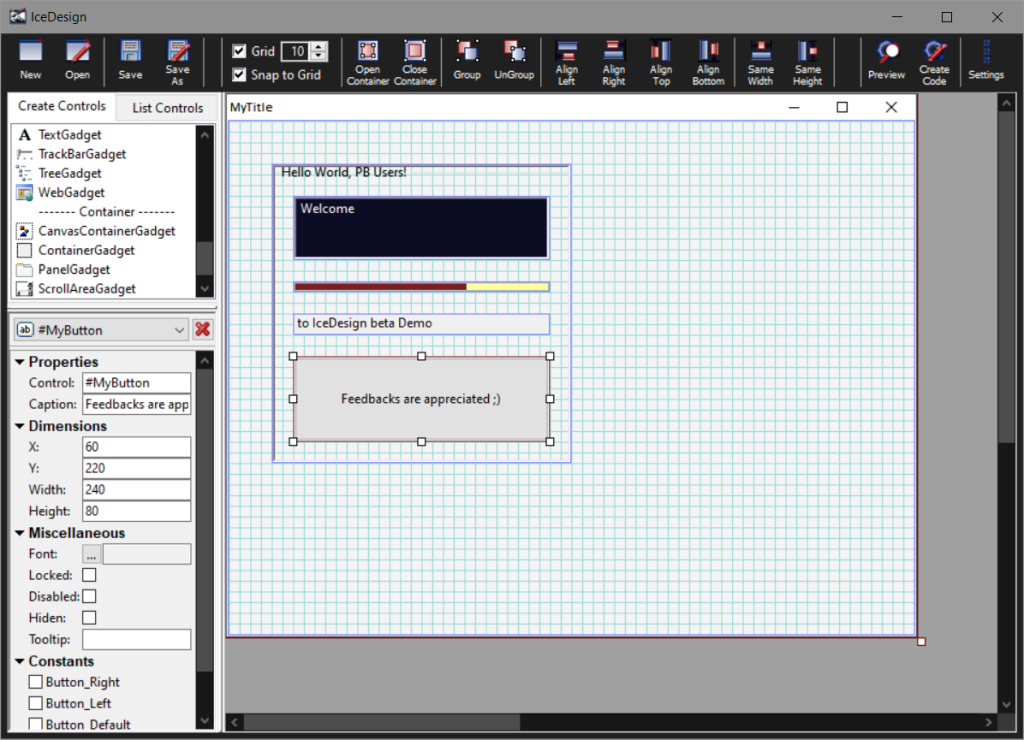 IceDesign
New
Open
Save
Save As
Grid
10
Snap to Grid
Open Container
Close Container
Group
UnGroup
Align Left
Align Right
Align Top
Align Bottom
Same Width
Same Height
Preview
Create Code
Settings
Create Controls
List Controls
TextGadget
TrackBarGadget
TreeGadget
WebGadget
------- Container -------
CanvasContainerGadget
ContainerGadget
PanelGadget
ScrollAreaGadget
#MyButton
Properties
Control: #MyButton
Caption: Feedbacks are app
Dimensions
X: 60
Y: 220
Width: 240
Height: 80
Miscellaneous
Font: ...
Locked:
Disabled:
Hiden:
Tooltip:
Constants
Button_Right
Button_Left
Button_Default
MyTitle
Hello World, PB Users!
Welcome
to IceDesign beta Demo
Feedbacks are appreciated ;)